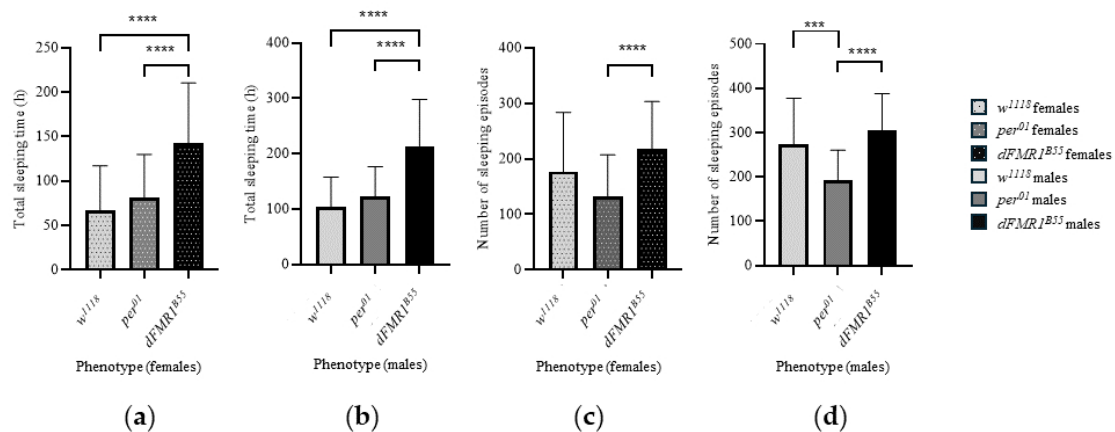 Total sleeping time (h)
250
200
150
100
50
0
****
****
w1118
per01
dFMR1B55
Phenotype (females)
(a)
Total sleeping time (h)
400
300
200
100
0
****
****
w1118
per01
dFMR1B55
Phenotype (males)
(b)
Number of sleeping episodes
400
300
200
100
0
****
w1118
per01
dFMR1B55
Phenotype (females)
(c)
Number of sleeping episodes
500
400
300
200
100
0
***
****
w1118
per01
dFMR1B55
Phenotype (males)
(d)
w1118 females
per01 females
dFMR1B55 females
w1118 males
per01 males
dFMR1B55 males